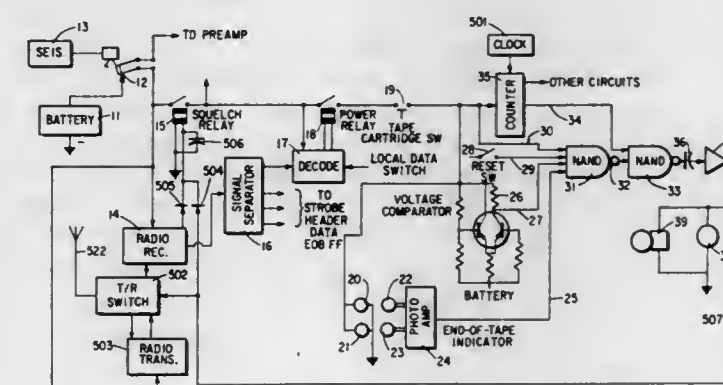 501
CLOCK
13
SEIS.
TO PREAMP
12
BATTERY
11
15
SQUELCH
RELAY
506
505
504
17
18
POWER
RELAY
DECODE
19
TAPE
CARTRIDGE SW
35
COUNTER
OTHER CIRCUITS
34
30
28
RESET
SW
29
LOCAL DATA
SWITCH
SIGNAL
SEPARATOR
16
TO
STROBE
HEADER
DATA
EOB FF
VOLTAGE
COMPARATOR
26
27
NAND
31
32
NAND
33
36
39
507
14
RADIO
REC.
522
502
T/R
SWITCH
503
RADIO
TRANS.
20
21
22
23
PHOTO
AMP
24
BATTERY
25
END-OF-TAPE
INDICATOR